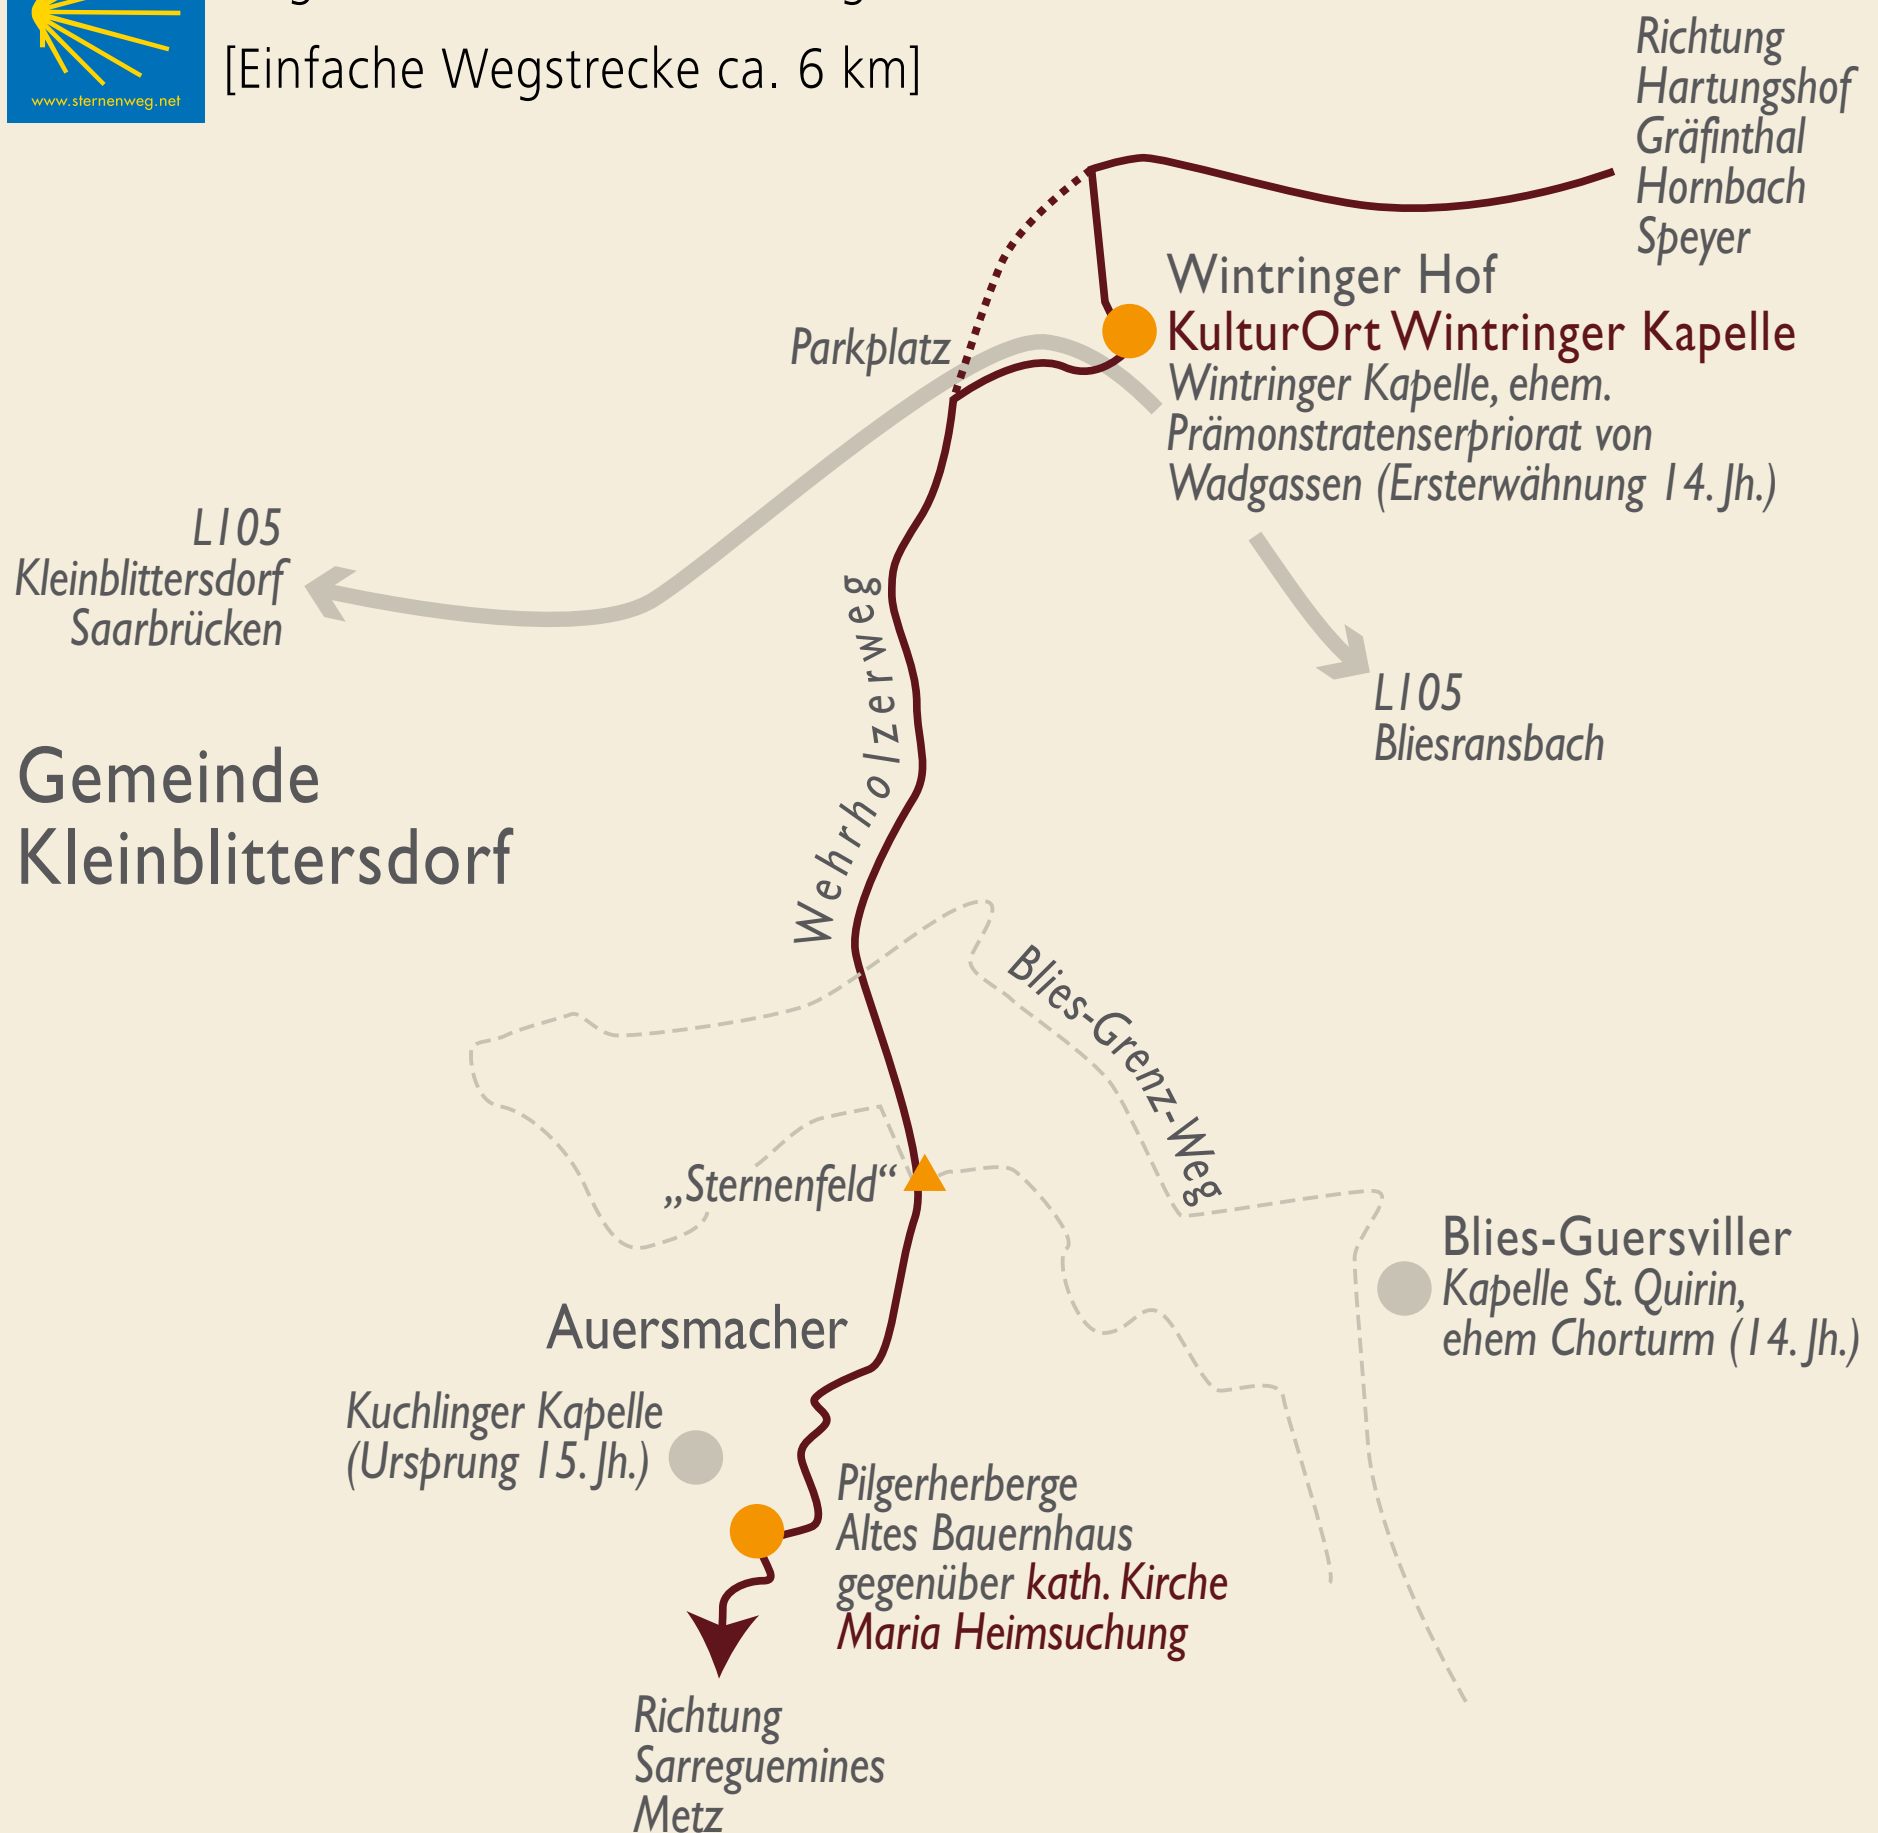 www.sternenweg.net
[Einfache Wegstrecke ca. 6 km]
Richtung
Hartungshof
Gräfinthal
Hornbach
Speyer
Wintringer Hof
KulturOrt Wintringer Kapelle
Wintringer Kapelle, ehem.
Prämonstratenserpriorat von
Wadgassen (Ersterwähnung 14. Jh.)
Parkplatz
L105
Kleinblittersdorf
Saarbrücken
L105
Bliesransbach
Gemeinde
Kleinblittersdorf
Wehrholzerweg
Blies-Grenz-Weg
„Sternenfeld“
Blies-Guersviller
Kapelle St. Quirin,
ehem Chorturm (14. Jh.)
Auersmacher
Kuchlinger Kapelle
(Ursprung 15. Jh.)
Pilgerherberge
Altes Bauernhaus
gegenüber kath. Kirche
Maria Heimsuchung
Richtung
Sarreguemines
Metz